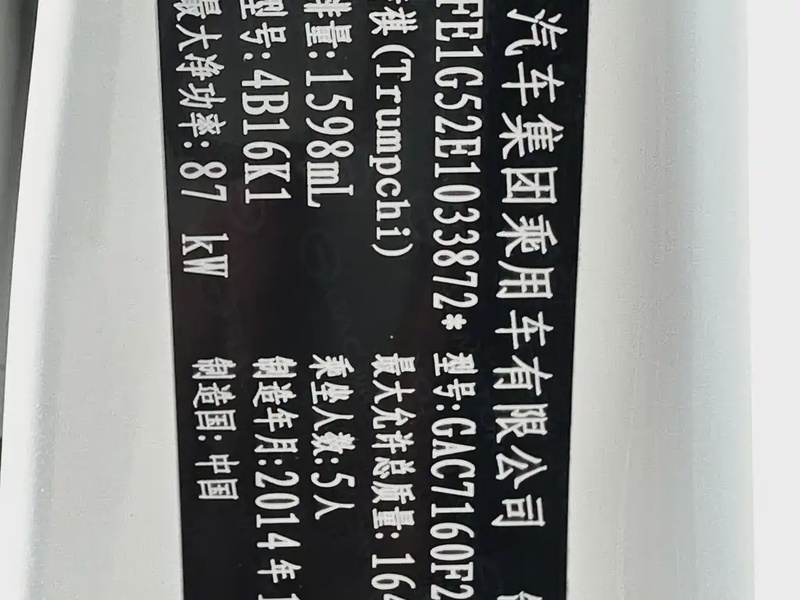 汽车集团乘用车有限公司
FE1G52E1033872* 型号:GAC7160F2
祺(Trumpchi) 最大允许总质量:164
排量:1598mL 乘坐人数:5人
型号:4B16K1 制造年月:2014年1
最大净功率:87 kW 制造国:中国